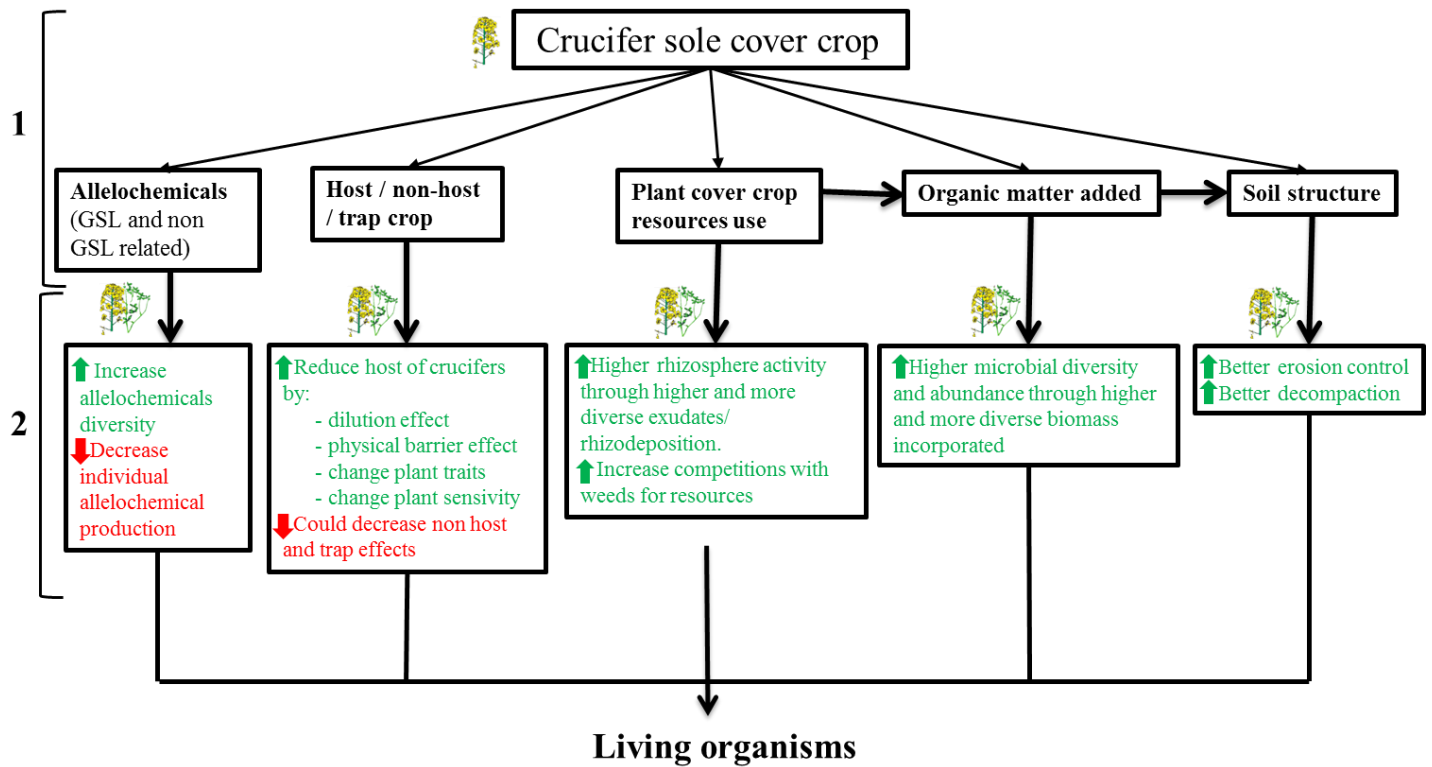 Crucifer sole cover crop
1
Allelochemicals
(GSL and non
GSL related)
Host / non-host
/ trap crop
Plant cover crop
resources use
Organic matter added
Soil structure
2
Increase
allelochemicals
diversity
Decrease
individual
allelochemical
production
Reduce host of crucifers
by:
- dilution effect
- physical barrier effect
- change plant traits
- change plant sensivity
Could decrease non host
and trap effects
Higher rhizosphere activity
through higher and more
diverse exudates/
rhizodeposition.
Increase competitions with
weeds for resources
Higher microbial diversity
and abundance through higher
and more diverse biomass
incorporated
Better erosion control
Better decompaction
Living organisms